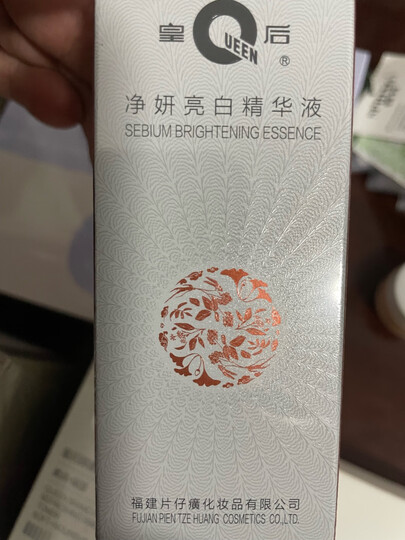 皇 QUEEN 后 ®
净妍亮白精华液
SEBIUM BRIGHTENING ESSENCE
福建片仔癀化妆品有限公司
FUJIAN PIEN TZE HUANG COSMETICS CO.,LTD.